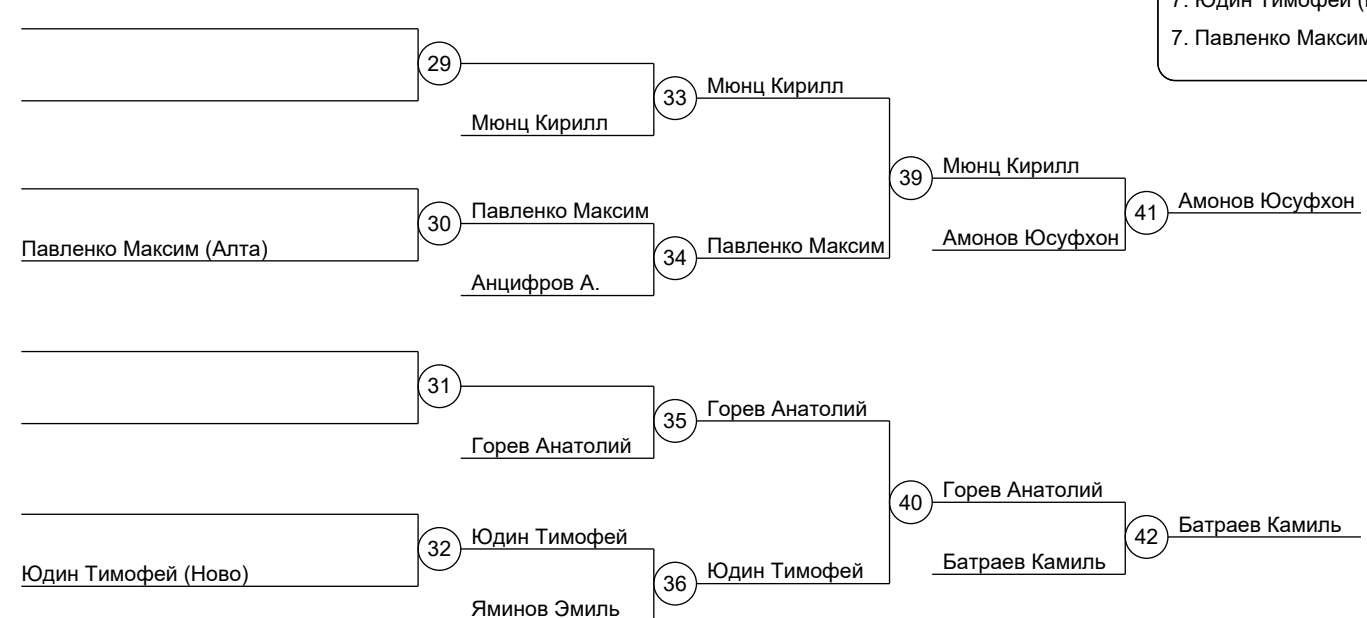 7. Юдин Тимофей (
7. Павленко Максим
29
Мюнц Кирилл
33
Мюнц Кирилл
Павленко Максим (Алта)
30
Павленко Максим
Анцифров А.
34
Павленко Максим
39
Мюнц Кирилл
Амонов Юсуфхон
41
Амонов Юсуфхон
31
Горев Анатолий
35
Горев Анатолий
Юдин Тимофей (Ново)
32
Юдин Тимофей
Яминов Эмиль
36
Юдин Тимофей
40
Горев Анатолий
Батраев Камиль
42
Батраев Камиль